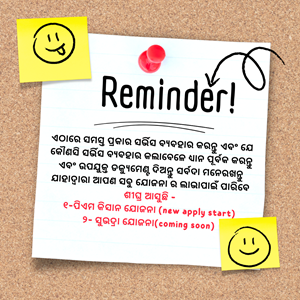 Reminder!
ଏଠାରେ ସମସ୍ତ ପ୍ରକାର ସର୍ଭିସ ବ୍ୟବହାର କରନ୍ତୁ ଏବଂ ଯେ
କୌଣସି ସର୍ଭିସ ବ୍ୟବହାର କଲାବେଳେ ଧ୍ୟାନ ପୂର୍ବକ କରନ୍ତୁ
ଏବଂ ଉପଯୁକ୍ତ ଡକ୍ୟୁମେଣ୍ଟ ଦିଅନ୍ତୁ ସର୍ବଦା ମନେରଖନ୍ତୁ
ଯାହାଦ୍ଵାରା ଆପଣ ସବୁ ଯୋଜନା ର ଲାଭ ପାଇ ପାରିବେ
ଶୀଘ୍ର ଆସୁଛି -
୧-ପିଏମ କିସାନ ଯୋଜନା (new apply start)
୨- ସୁଭଦ୍ରା ଯୋଜନା(coming soon)